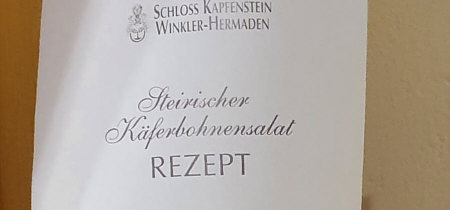 SCHLOSS KAPFENSTEIN
WINKLER-HERMADEN
Steirischer
Käferbohnensalat
REZEPT